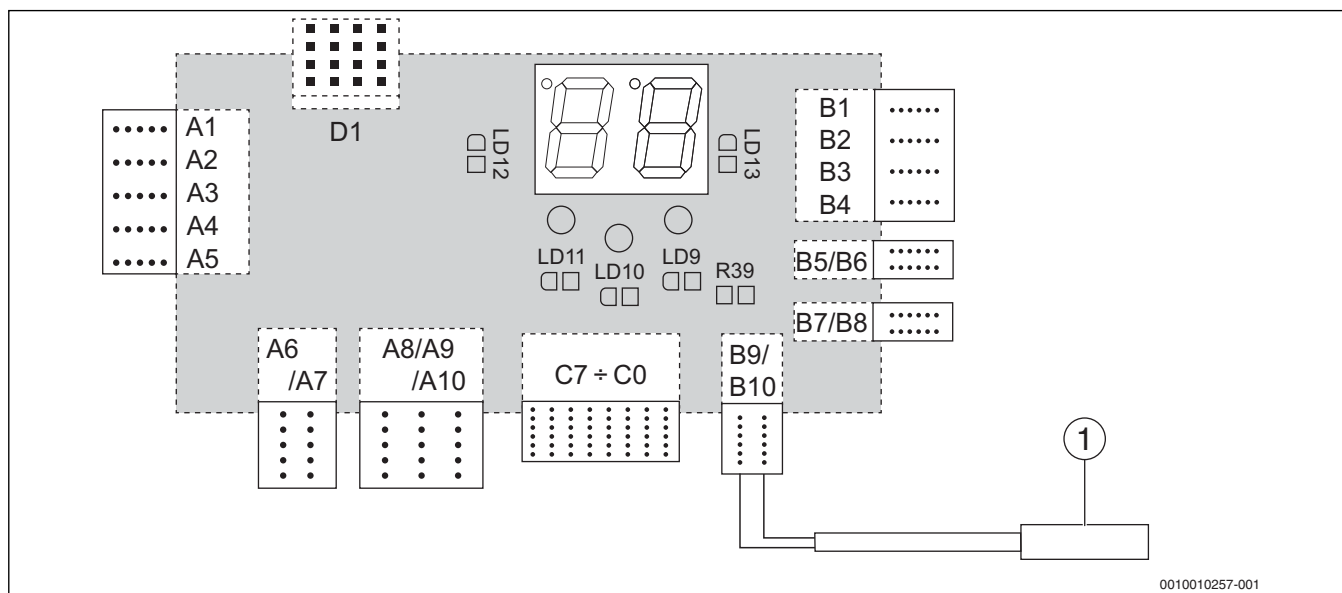 D1
A1
A2
A3
A4
A5
LD12
LD13
B1
B2
B3
B4
B5/B6
B7/B8
LD11
LD10
LD9
R39
A6
/A7
A8/A9
/A10
C7 ÷ C0
B9/
B10
1
0010010257-001